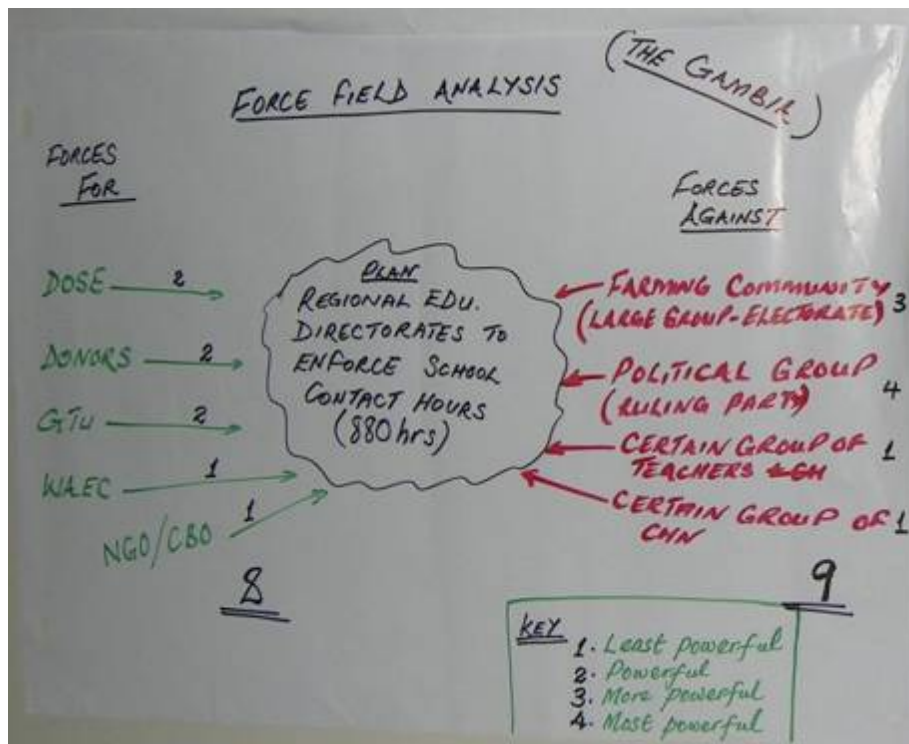 (THE GAMBIA)
FORCE FIELD ANALYSIS
FORCES
FOR
DOSE 2
DONORS 2
GTU 2
WAEC 1
NGO/CBO 1
8
PLAN
REGIONAL EDU.
DIRECTORATES TO
ENFORCE SCHOOL
CONTACT HOURS
(880 hrs)
FORCES
AGAINST
FARMING COMMUNITY
(LARGE GROUP-ELECTORATE) 3
POLITICAL GROUP
(RULING PARTY) 4
CERTAIN GROUP OF 1
TEACHERS
CERTAIN GROUP OF 1
CHN
9
KEY
1. Least powerful
2. Powerful
3. More powerful
4. Most powerful